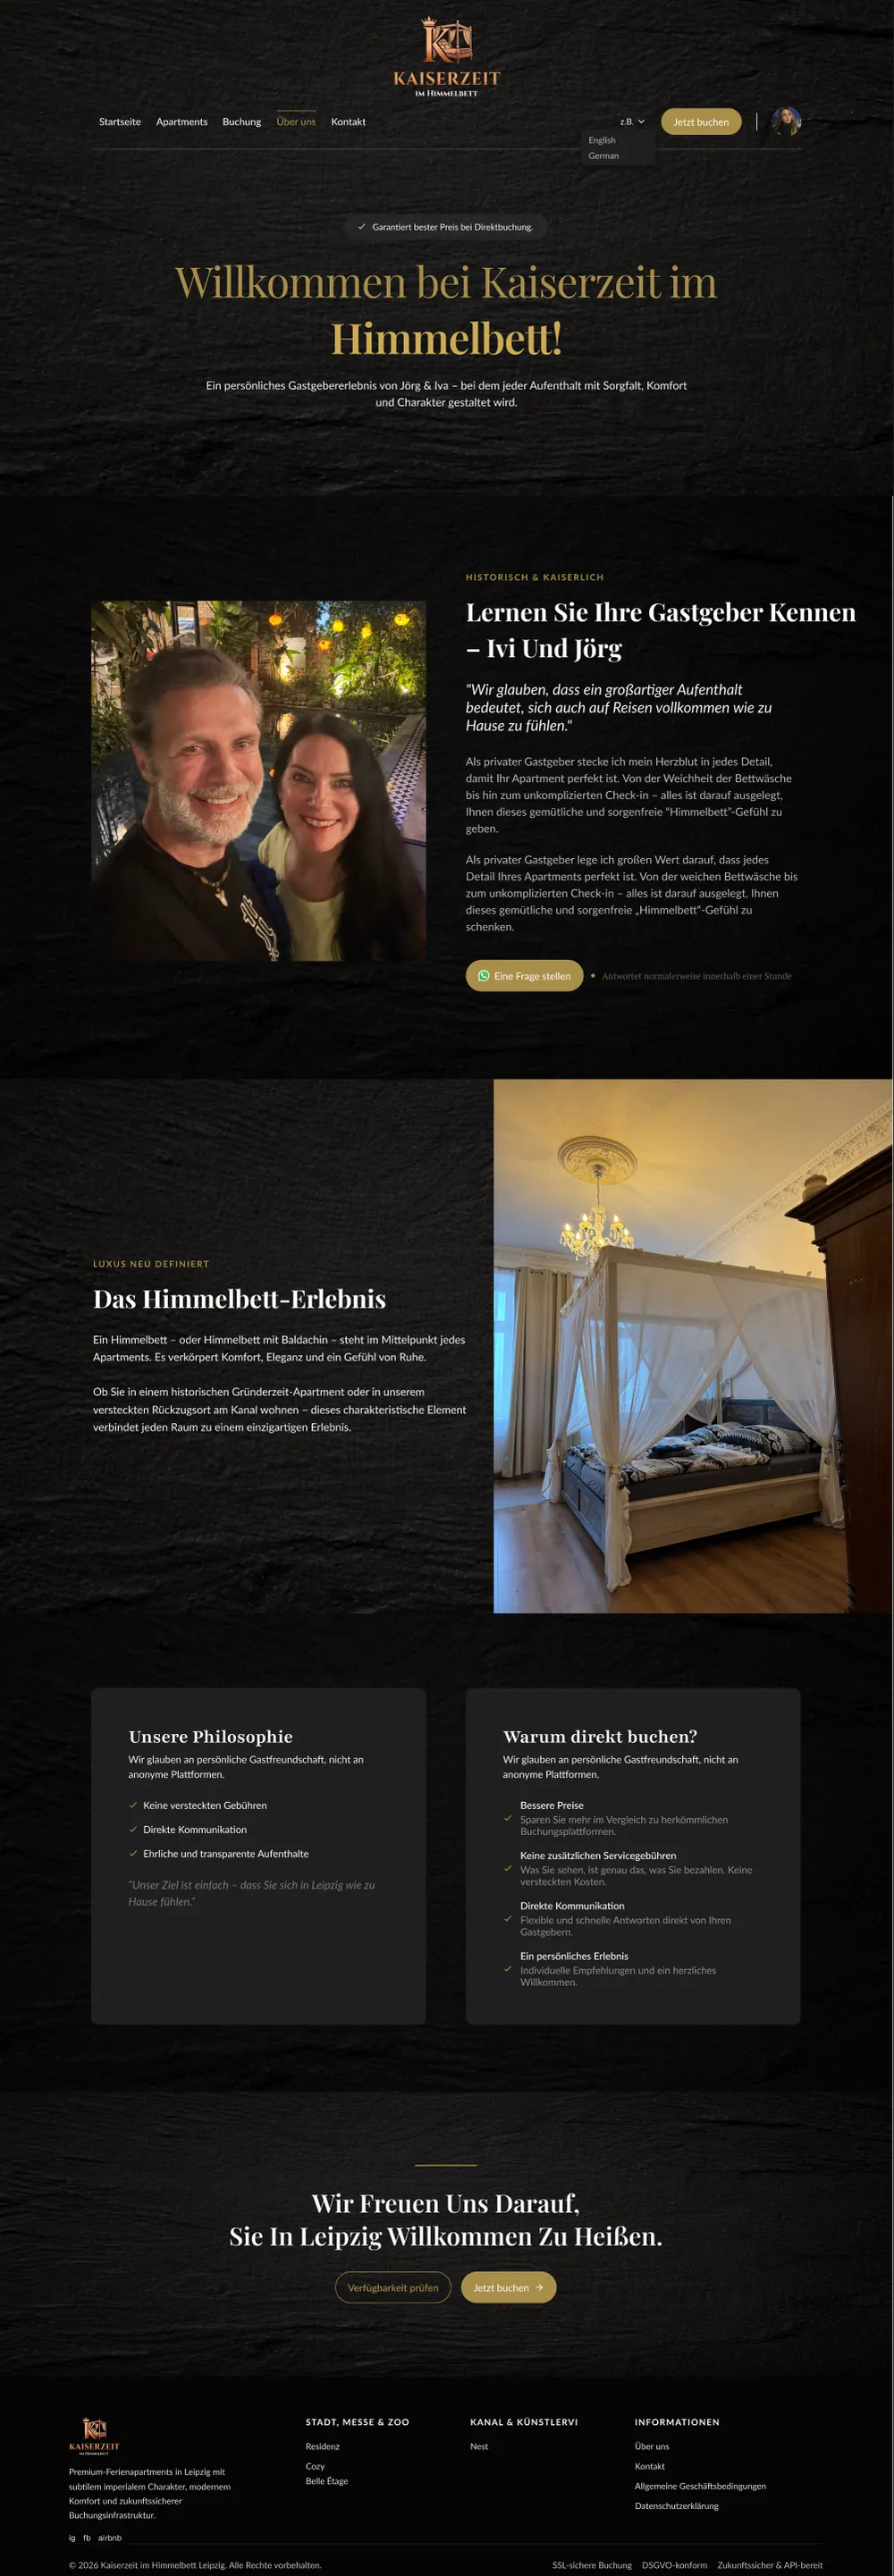 KAISERZEIT
IM HIMMELBETT
Startseite Apartments Buchung Über uns Kontakt
z.B. Jetzt buchen
English
German
Garantiert bester Preis bei Direktbuchung.
Willkommen bei Kaiserzeit im
Himmelbett!
Ein persönliches Gastgebererlebnis von Jörg & Iva – bei dem jeder Aufenthalt mit Sorgfalt, Komfort
und Charakter gestaltet wird.
HISTORISCH & KAISERLICH
Lernen Sie Ihre Gastgeber Kennen
– Ivi Und Jörg
"Wir glauben, dass ein großartiger Aufenthalt
bedeutet, sich auch auf Reisen vollkommen wie zu
Hause zu fühlen."
Als privater Gastgeber stecke ich mein Herzblut in jedes Detail,
damit Ihr Apartment perfekt ist. Von der Weichheit der Bettwäsche
bis hin zum unkomplizierten Check-in – alles ist darauf ausgelegt,
Ihnen dieses gemütliche und sorgenfreie "Himmelbett"-Gefühl zu
geben.
Als privater Gastgeber lege ich großen Wert darauf, dass jedes
Detail Ihres Apartments perfekt ist. Von der weichen Bettwäsche bis
zum unkomplizierten Check-in – alles ist darauf ausgelegt, Ihnen
dieses gemütliche und sorgenfreie „Himmelbett“-Gefühl zu
schenken.
Eine Frage stellen • Antwortet normalerweise innerhalb einer Stunde
LUXUS NEU DEFINIERT
Das Himmelbett-Erlebnis
Ein Himmelbett – oder Himmelbett mit Baldachin – steht im Mittelpunkt jedes
Apartments. Es verkörpert Komfort, Eleganz und ein Gefühl von Ruhe.
Ob Sie in einem historischen Gründerzeit-Apartment oder in unserem
versteckten Rückzugsort am Kanal wohnen – dieses charakteristische Element
verbindet jeden Raum zu einem einzigartigen Erlebnis.
Unsere Philosophie
Wir glauben an persönliche Gastfreundschaft, nicht an
anonyme Plattformen.
Keine versteckten Gebühren
Direkte Kommunikation
Ehrliche und transparente Aufenthalte
"Unser Ziel ist einfach – dass Sie sich in Leipzig wie zu
Hause fühlen."
Warum direkt buchen?
Wir glauben an persönliche Gastfreundschaft, nicht an
anonyme Plattformen.
Bessere Preise
Sparen Sie mehr im Vergleich zu herkömmlichen
Buchungsplattformen.
Keine zusätzlichen Servicegebühren
Was Sie sehen, ist genau das, was Sie bezahlen. Keine
versteckten Kosten.
Direkte Kommunikation
Flexible und schnelle Antworten direkt von Ihren
Gastgebern.
Ein persönliches Erlebnis
Individuelle Empfehlungen und ein herzliches
Willkommen.
Wir Freuen Uns Darauf,
Sie In Leipzig Willkommen Zu Heißen.
Verfügbarkeit prüfen Jetzt buchen →
KAISERZEIT
IM HIMMELBETT
Premium-Ferienapartments in Leipzig mit
subtilem imperialem Charakter, modernem
Komfort und zukunftssicherer
Buchungsinfrastruktur.
ig fb airbnb
STADT, MESSE & ZOO
Residenz
Cozy
Belle Étage
KANAL & KÜNSTLERVI
Nest
INFORMATIONEN
Über uns
Kontakt
Allgemeine Geschäftsbedingungen
Datenschutzerklärung
© 2026 Kaiserzeit im Himmelbett Leipzig. Alle Rechte vorbehalten.
SSL-sichere Buchung DSGVO-konform Zukunftssicher & API-bereit